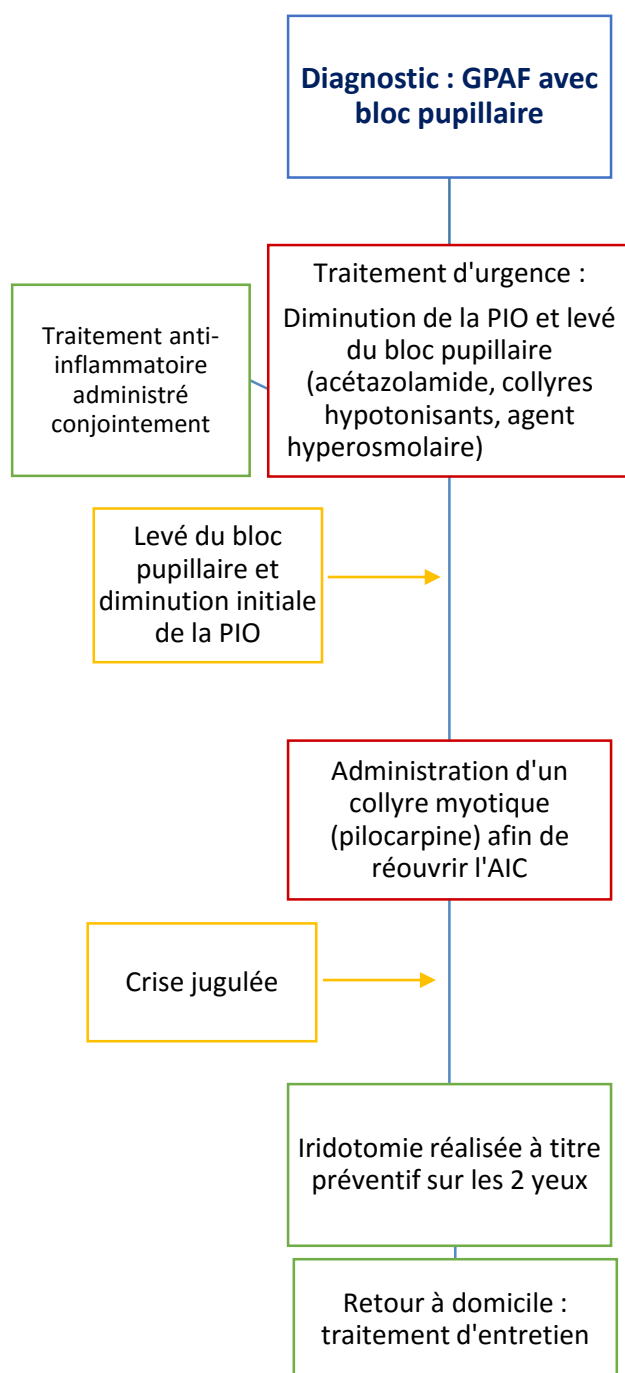 Diagnostic : GPAF avec
bloc pupillaire
Traitement d'urgence :
Diminution de la PIO et levé
du bloc pupillaire
(acétazolamide, collyres
hypotonisants, agent
hyperosmolaire)
Traitement anti-
inflammatoire
administré
conjointement
Levé du bloc
pupillaire et
diminution initiale
de la PIO
Administration d'un
collyre myotique
(pilocarpine) afin de
réouvrir l'AIC
Crise jugulée
Iridotomie réalisée à titre
préventif sur les 2 yeux
Retour à domicile :
traitement d'entretien